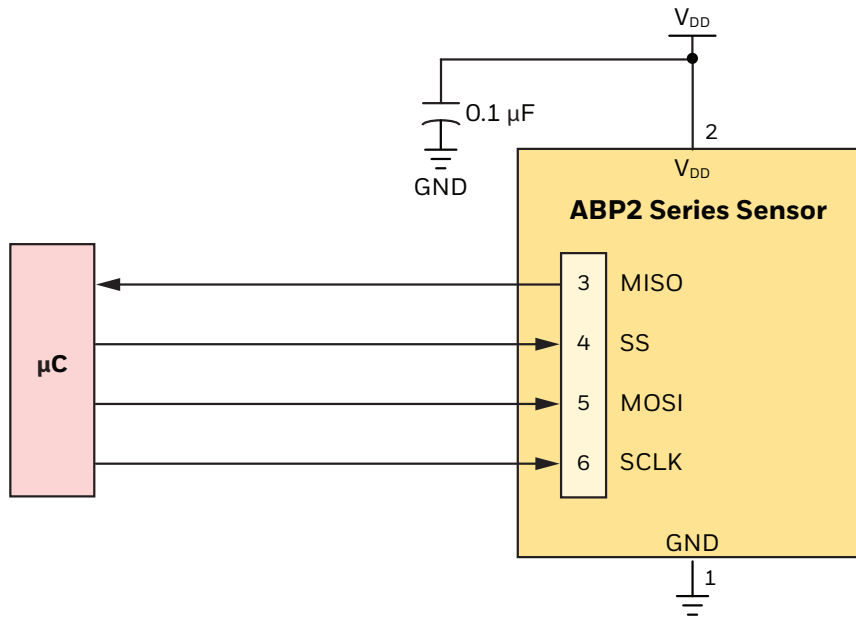 VDD
0.1 µF
GND
2
VDD
ABP2 Series Sensor
µC
3 MISO
4 SS
5 MOSI
6 SCLK
GND
1